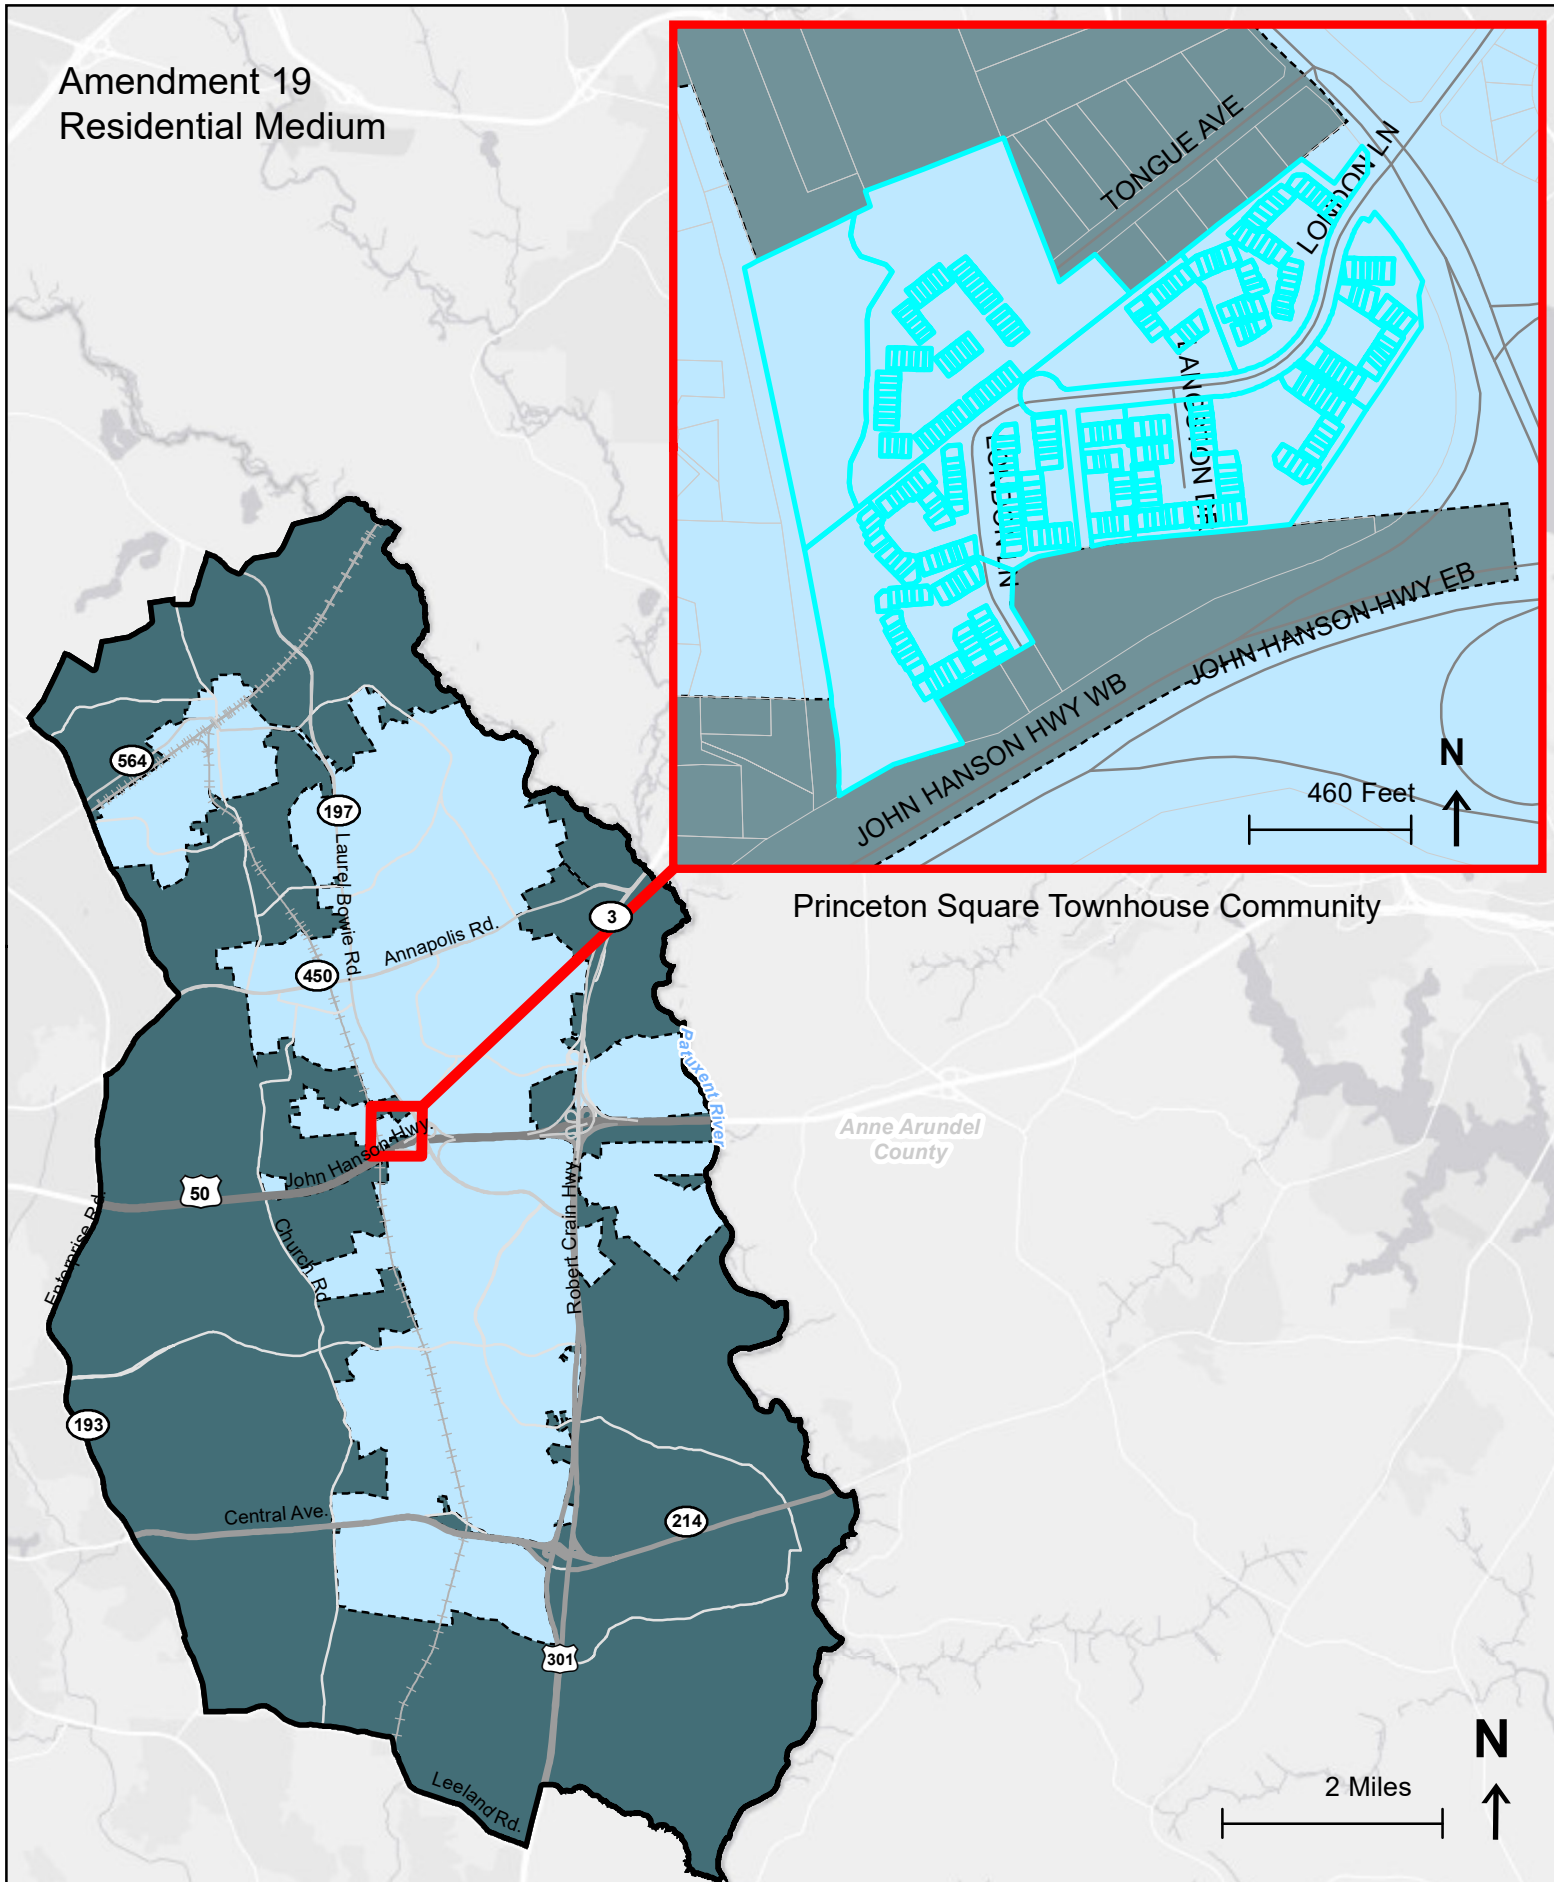 Amendment 19
Residential Medium
TONGUE AVE
LONDON LN
LANGSTON DR
LONDON LN
JOHN HANSON HWY EB
JOHN HANSON HWY WB
N
460 Feet
Princeton Square Townhouse Community
564
197
Laurel Bowie Rd.
3
Annapolis Rd.
450
Patuxent River
Anne Arundel
County
John Hanson Hwy.
50
Enterprise Rd.
Church Rd.
Robert Crain Hwy.
193
Central Ave.
214
301
Leeland Rd.
N
2 Miles